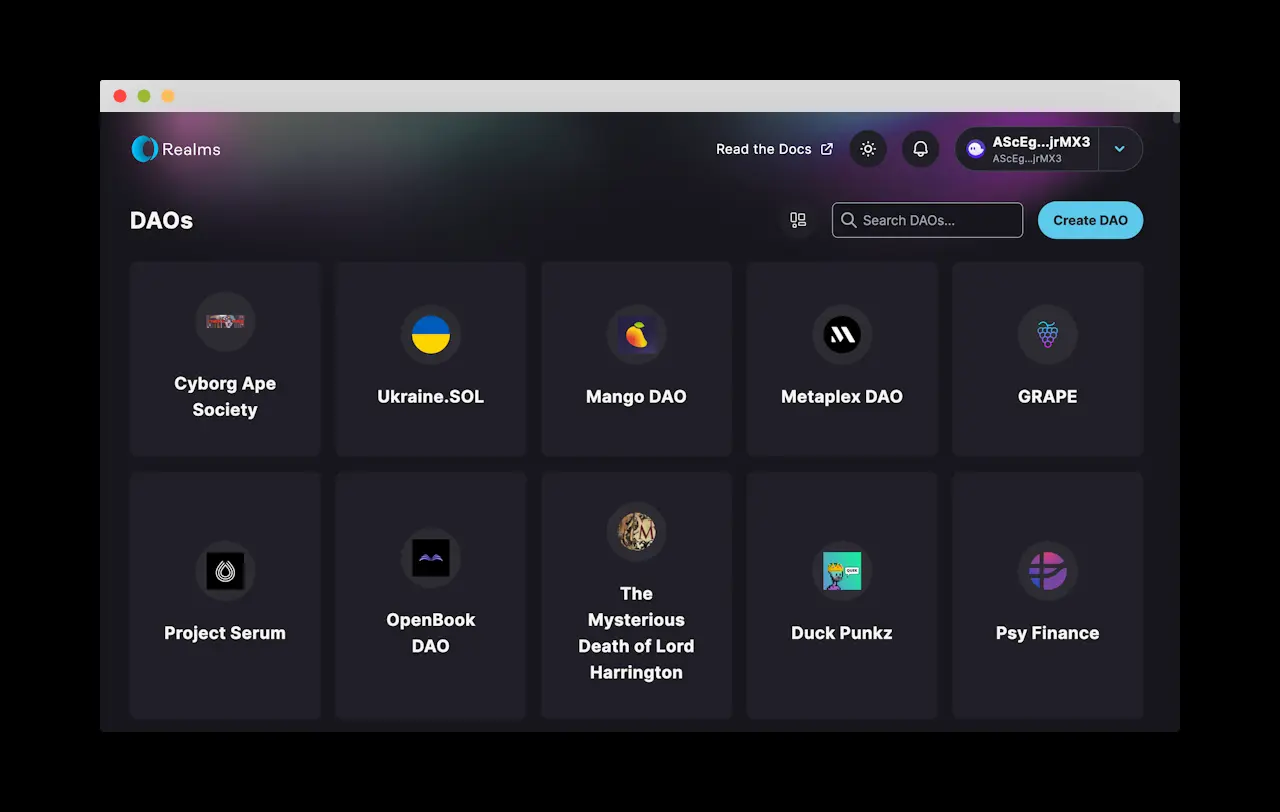 Realms
Read the Docs
AScEg...jrMX3
AScEg...jrMX3
DAOs
Search DAOs...
Create DAO
Cyborg Ape
Society
Ukraine.SOL
Mango DAO
Metaplex DAO
GRAPE
Project Serum
OpenBook
DAO
The
Mysterious
Death of Lord
Harrington
Duck Punkz
Psy Finance